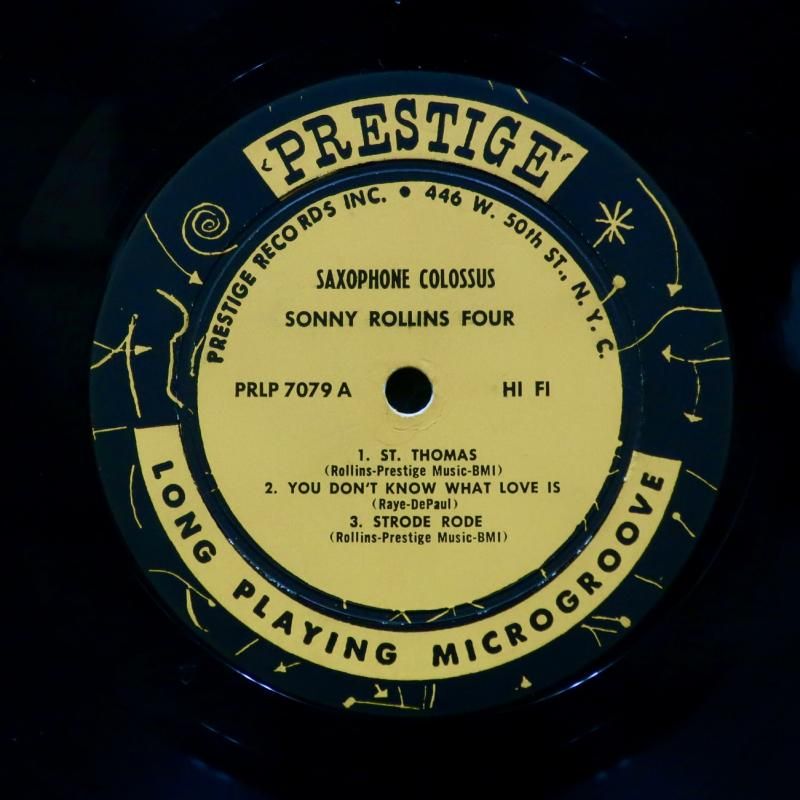 PRESTIGE
PRESTIGE RECORDS INC. • 446 W. 50th ST., N.Y.C.
SAXOPHONE COLOSSUS
SONNY ROLLINS FOUR
PRLP 7079 A HI FI
1. ST. THOMAS
(Rollins-Prestige Music-BMI)
2. YOU DON'T KNOW WHAT LOVE IS
(Raye-DePaul)
3. STRODE RODE
(Rollins-Prestige Music-BMI)
LONG PLAYING MICROGROOVE